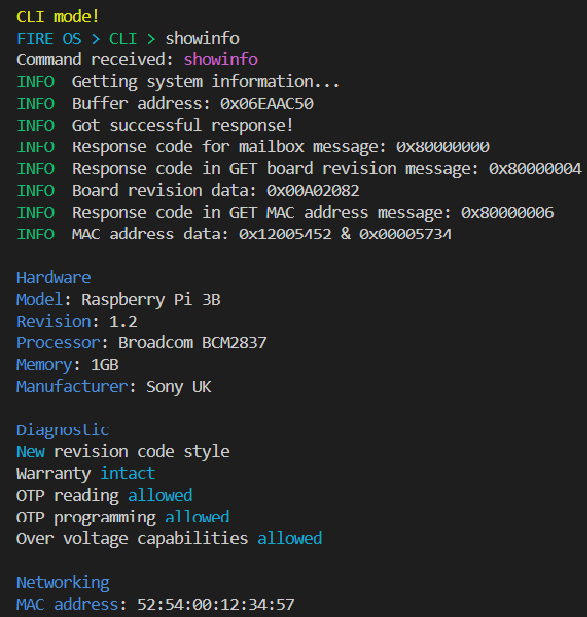 CLI mode!
FIRE OS > CLI > showinfo
Command received: showinfo
INFO Getting system information...
INFO Buffer address: 0x06EAAC50
INFO Got successful response!
INFO Response code for mailbox message: 0x80000000
INFO Response code in GET board revision message: 0x80000004
INFO Board revision data: 0x00A02082
INFO Response code in GET MAC address message: 0x80000006
INFO MAC address data: 0x12005452 & 0x00005734
Hardware
Model: Raspberry Pi 3B
Revision: 1.2
Processor: Broadcom BCM2837
Memory: 1GB
Manufacturer: Sony UK
Diagnostic
New revision code style
Warranty intact
OTP reading allowed
OTP programming allowed
Over voltage capabilities allowed
Networking
MAC address: 52:54:00:12:34:57